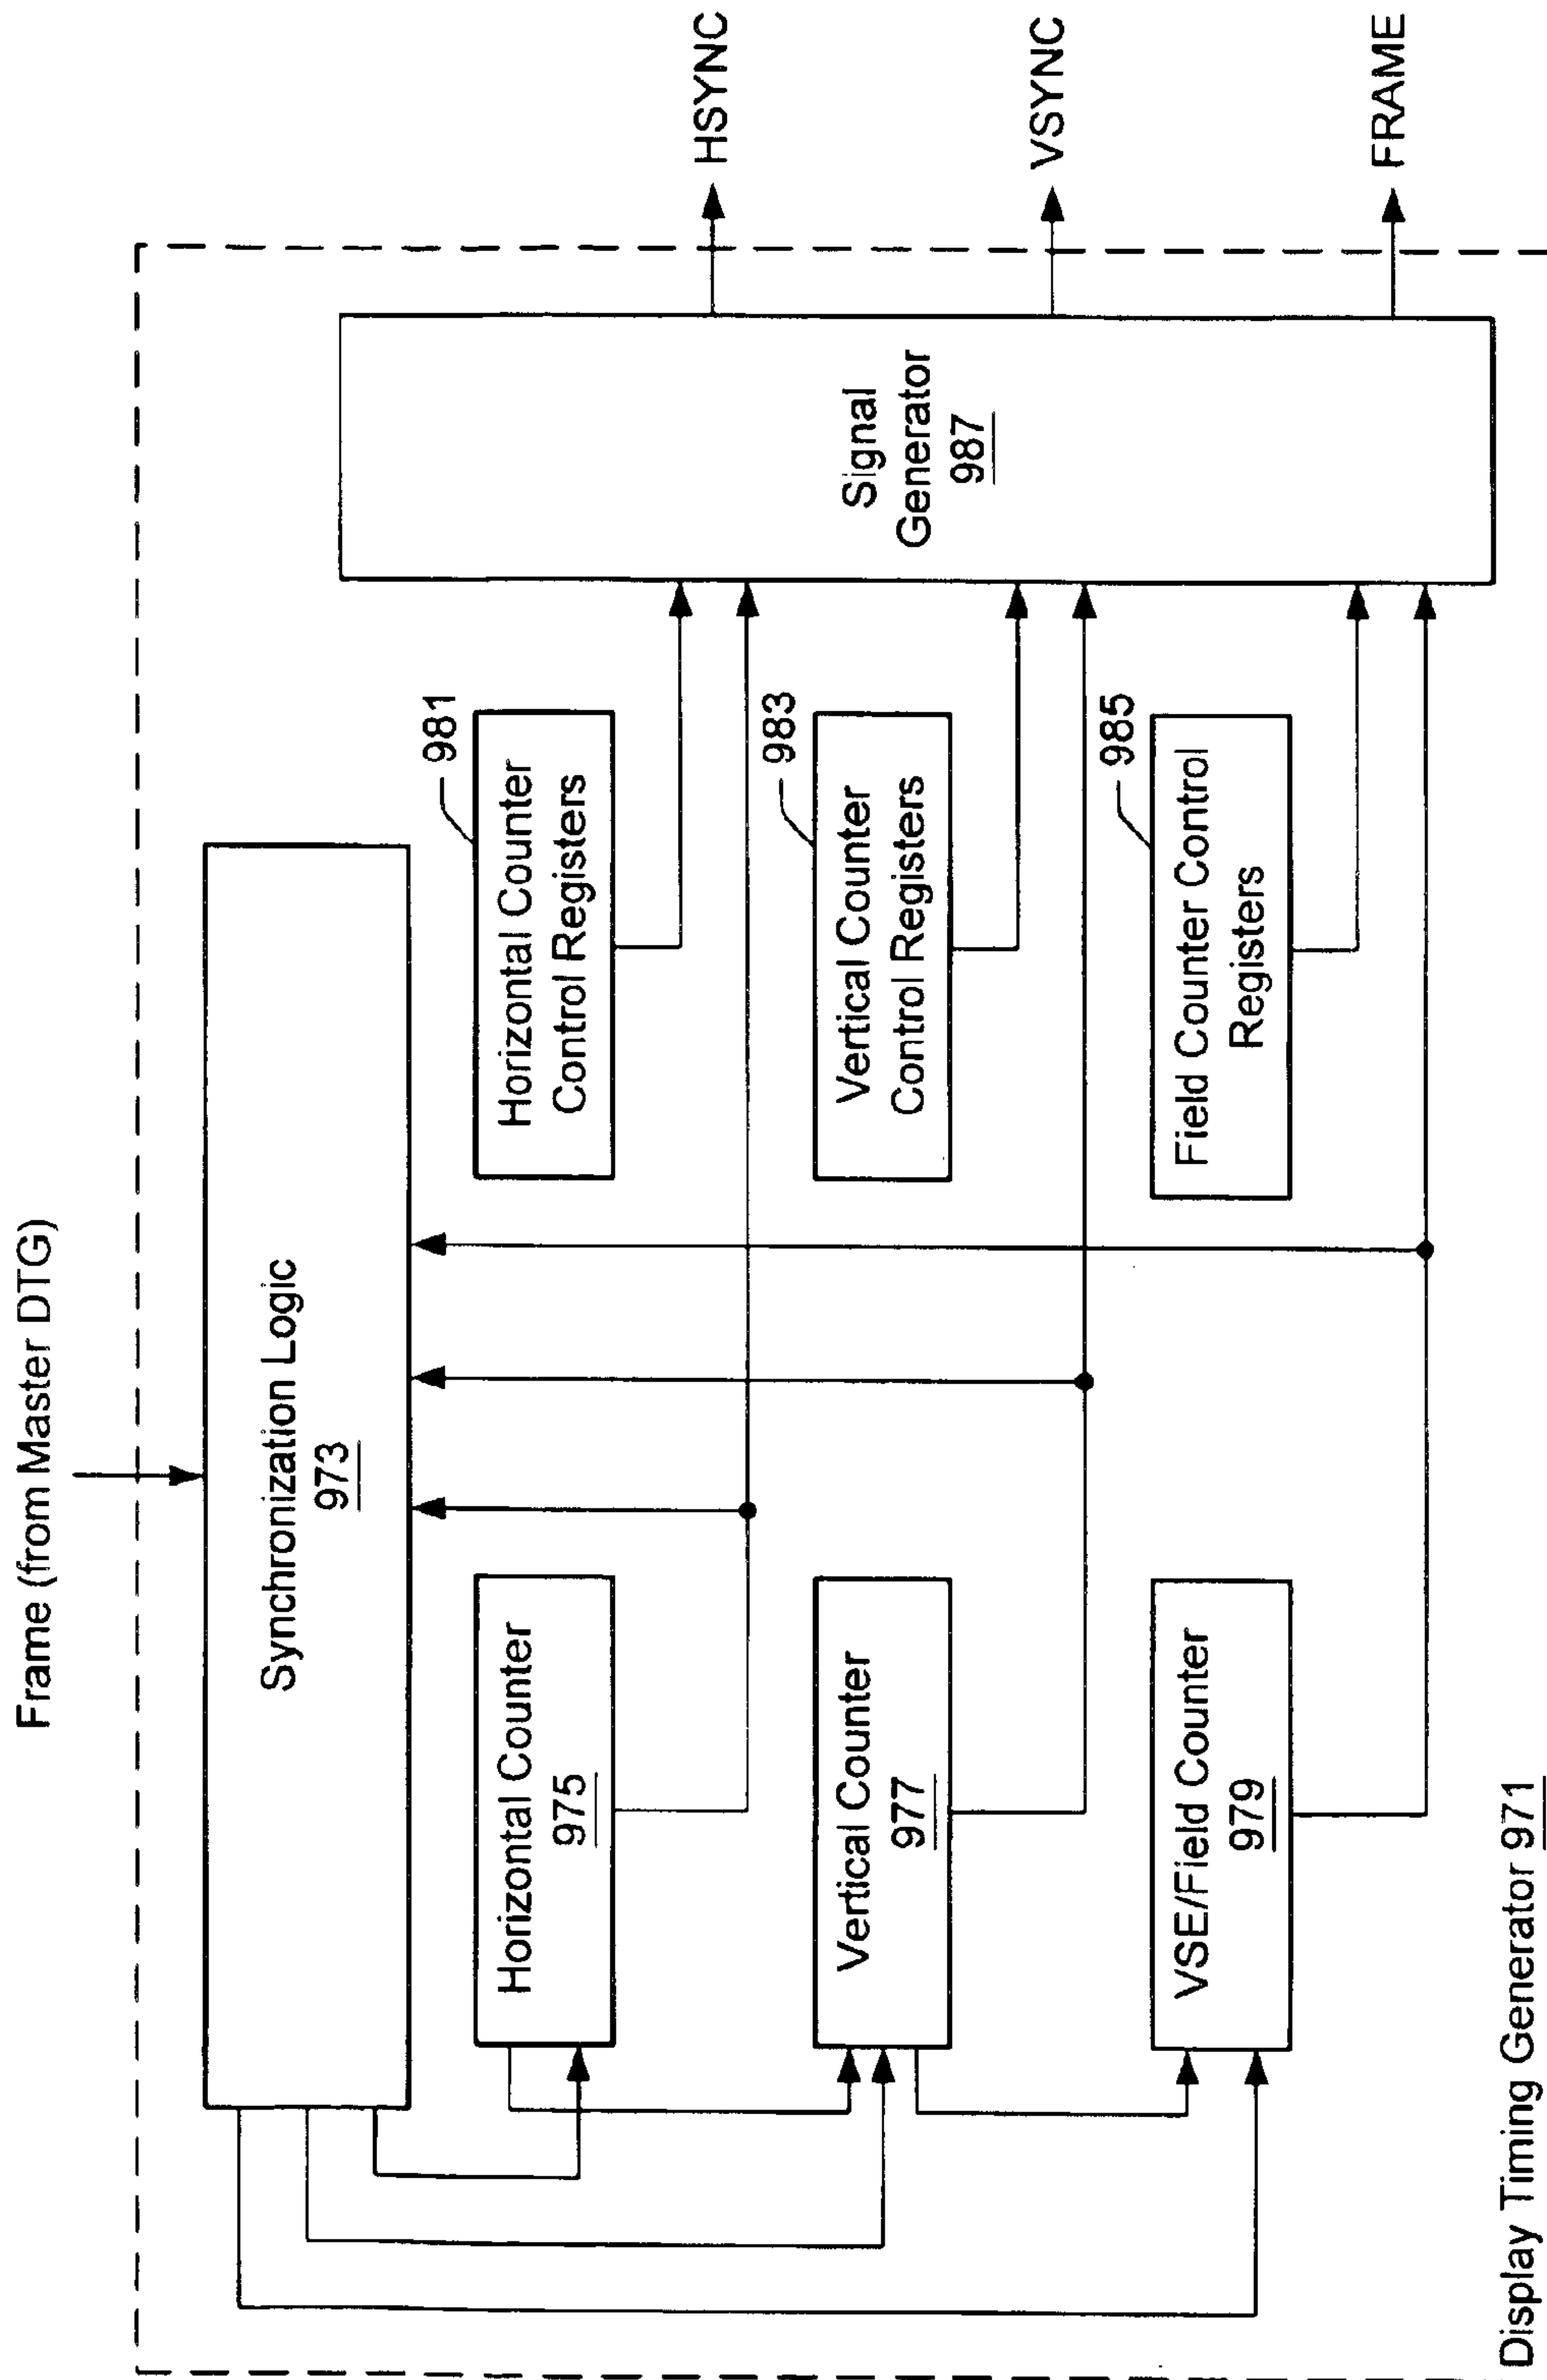 Frame (from Master DTG)
Synchronization Logic
973
Horizontal Counter
975
981
Horizontal Counter
Control Registers
HSYNC
Vertical Counter
977
983
Vertical Counter
Control Registers
Signal
Generator
987
VSYNC
VSE/Field Counter
979
985
Field Counter Control
Registers
FRAME
Display Timing Generator 971